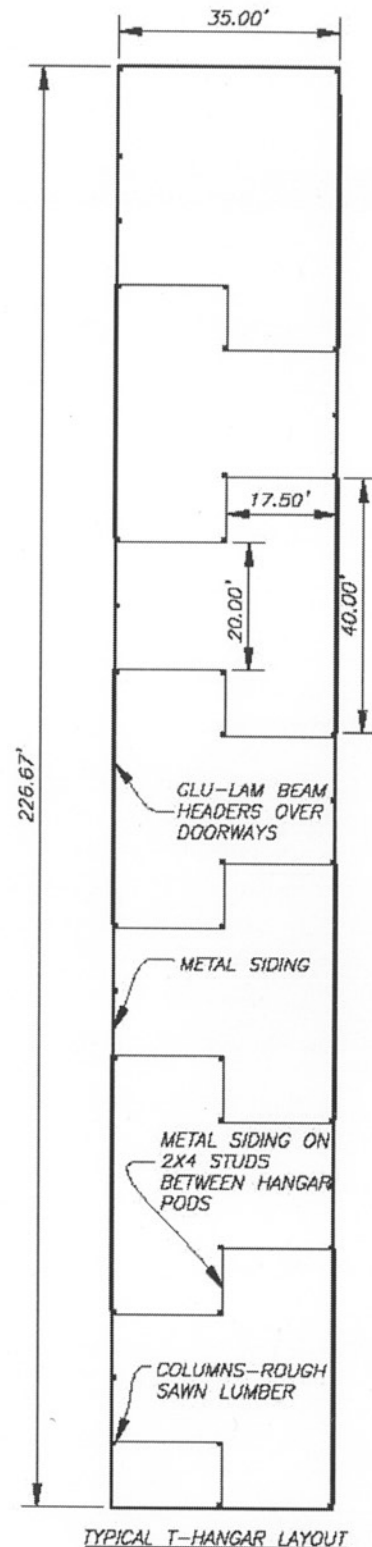 35.00'
17.50'
20.00'
40.00'
226.67'
GLU-LAM BEAM
HEADERS OVER
DOORWAYS
METAL SIDING
METAL SIDING ON
2X4 STUDS
BETWEEN HANGAR
PODS
COLUMNS-ROUGH
SAWN LUMBER
TYPICAL T-HANGAR LAYOUT